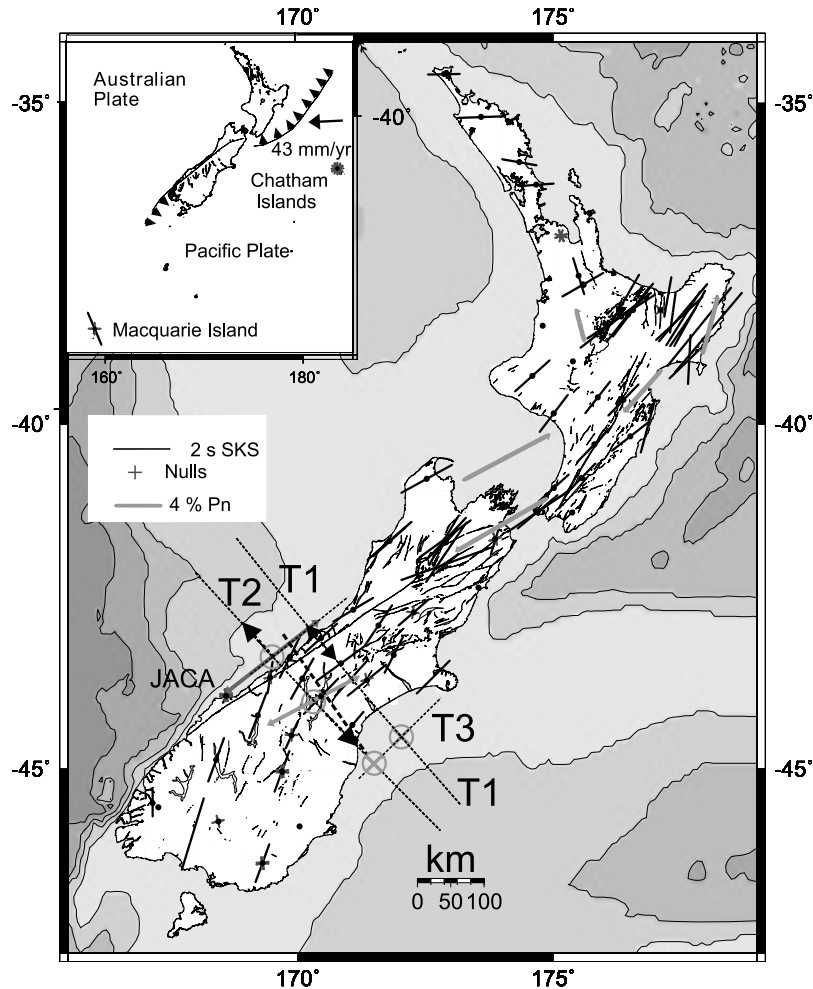 170˚
175˚
-35˚
-40˚
-45˚
Australian
Plate
-40˚
43 mm/yr
Chatham
Islands
Pacific Plate
Macquarie Island
160˚
180˚
2 s SKS
Nulls
4 % Pn
-35˚
-40˚
-45˚
T2
T1
JACA
T3
T1
km
0 50 100
170˚
175˚